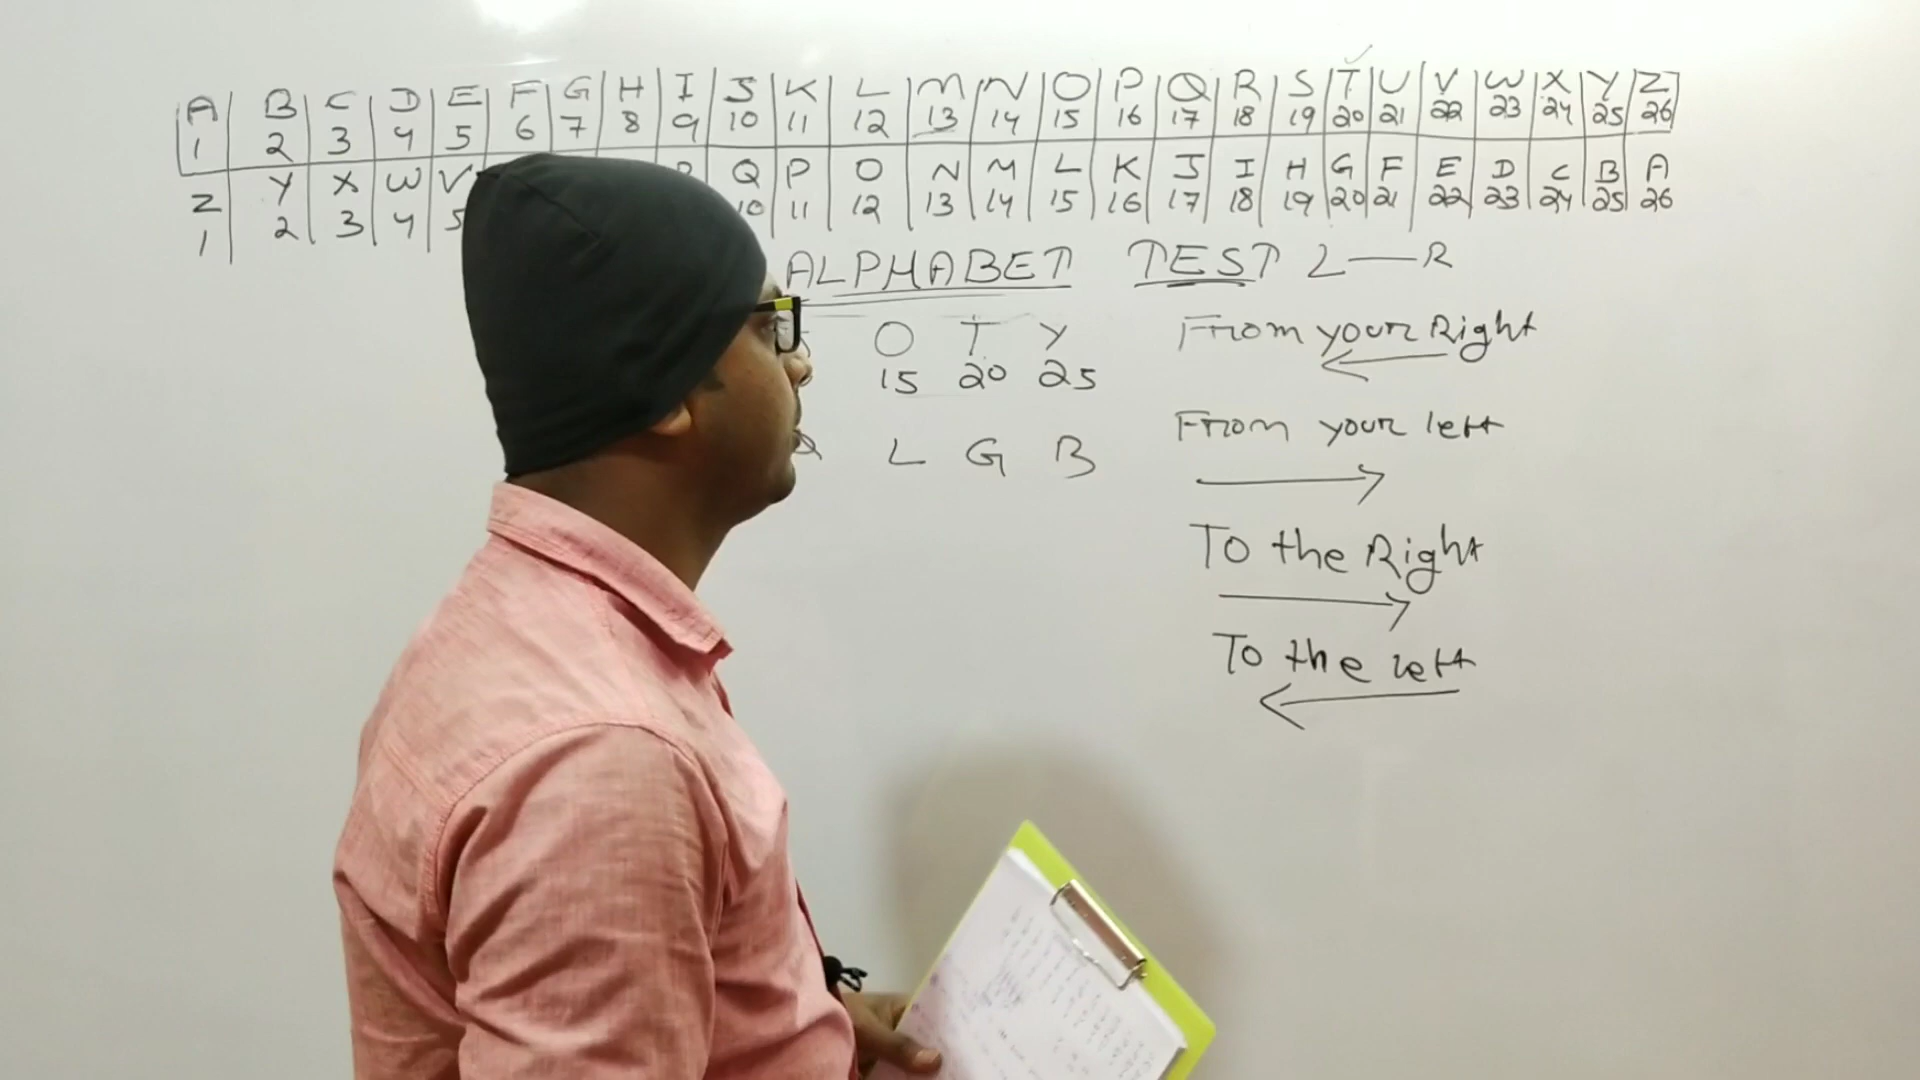 A B C D E F G H I J K L M N O P Q R S T U V W X Y Z
1 2 3 4 5 6 7 8 9 10 11 12 13 14 15 16 17 18 19 20 21 22 23 24 25 26
Z Y X W V Q P O N M L K J I H G F E D C B A
1 2 3 4 5 10 11 12 13 14 15 16 17 18 19 20 21 22 23 24 25 26
ALPHABET TEST L — R
O T Y
15 20 25
L G B
From your Right
←
From your left
→
To the Right
→
To the left
←